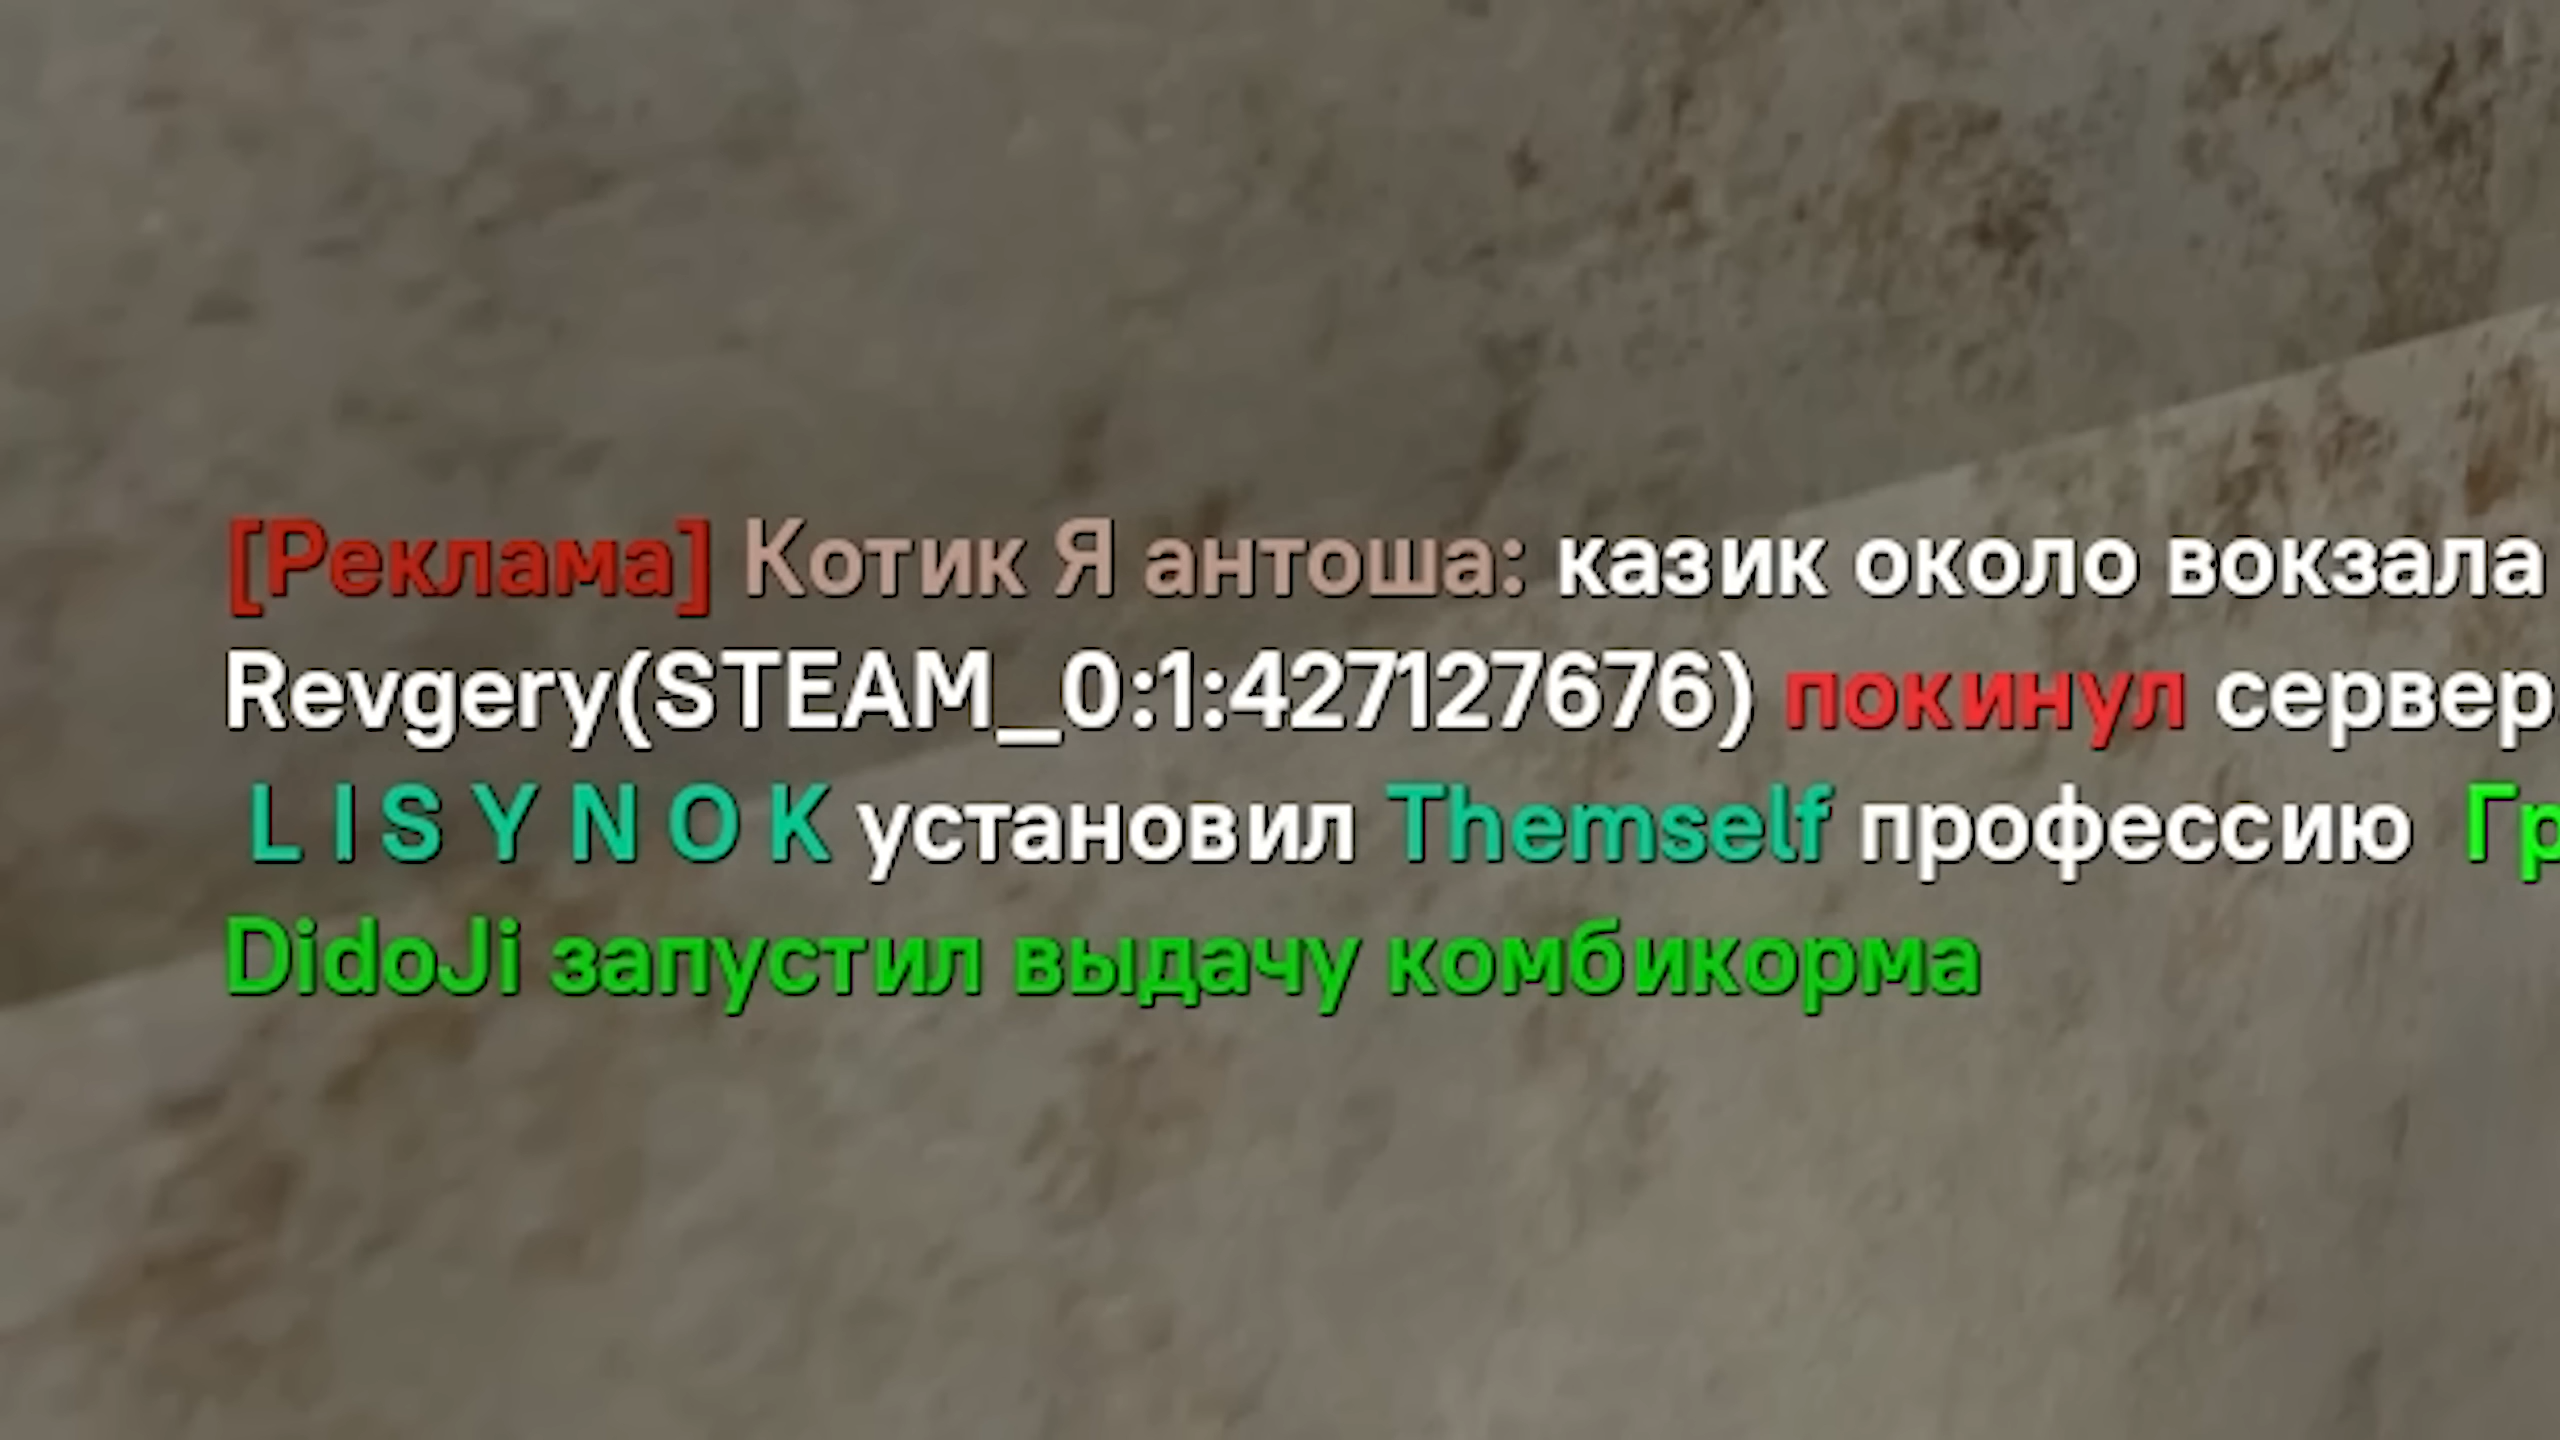 [Реклама] Котик Я антоша: казик около вокзала
Revgery(STEAM_0:1:427127676) покинул сервер
L I S Y N O K установил Themself профессию Гр
DidoJi запустил выдачу комбикорма